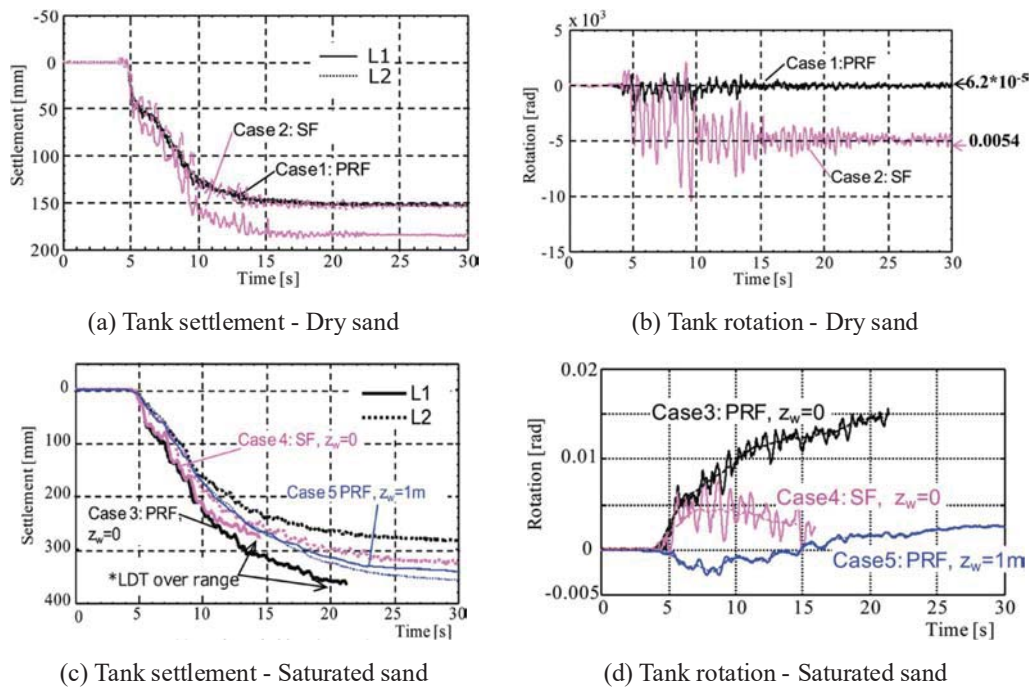 -50
0
50
100
150
200
Settlement [mm]
L1
L2
Case 2: SF
Case1: PRF
0 5 10 15 20 25 30
Time [s]
(a) Tank settlement - Dry sand
x 10³
5
0
-5
-10
-15
Rotation [rad]
Case 1:PRF
6.2*10⁻⁵
0.0054
Case 2: SF
0 5 10 15 20 25 30
Time [s]
(b) Tank rotation - Dry sand
0
100
200
300
400
Settlement [mm]
L1
L2
Case 4: SF, z_w=0
Case 5 PRF, z_w=1m
Case 3: PRF
z_w=0
*LDT over range
0 5 10 15 20 25 30
Time [s]
(c) Tank settlement - Saturated sand
0.02
0.01
0
-0.005
Rotation [rad]
Case3: PRF, z_w=0
Case4: SF, z_w=0
Case5: PRF, z_w=1m
0 5 10 15 20 25 30
Time [s]
(d) Tank rotation - Saturated sand